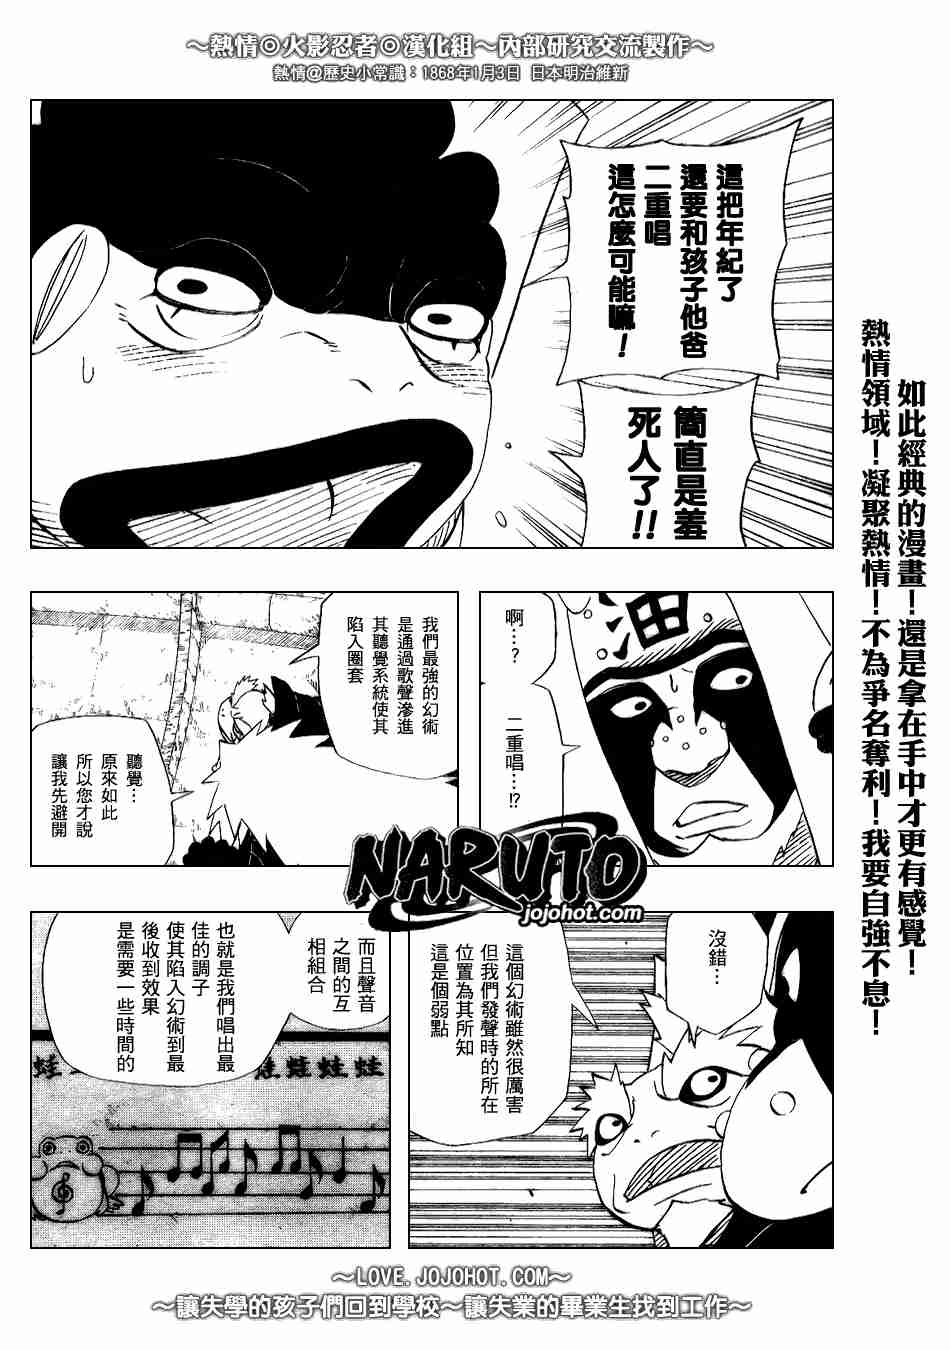 ～熱情◎火影忍者◎漢化組～內部研究交流製作～
熱情@歷史小常識：1868年1月3日 日本明治維新
這把年紀了
還要和孩子他爸
二重唱
這怎麼可能嘛！
簡直是羞
死人了！！
油
啊…？
二重唱…！？
我們最強的幻術
是通過歌聲滲進
其聽覺系統使其
陷入圈套
聽覺…
原來如此
所以您才說
讓我先避開
NARUTO
jojohot.com
沒錯…
這個幻術雖然很厲害
但我們發聲時的所在
位置為其所知
這是個弱點
而且聲音
之間的互
相組合
也就是我們唱出最
佳的調子
使其陷入幻術到最
後收到效果
是需要一些時間的
蛙
蛙 蛙 蛙 蛙
如此經典的漫畫！還是拿在手中才更有感覺！
熱情領域！凝聚熱情！不為爭名奪利！我要自強不息！
～LOVE.JOJOHOT.COM～
～讓失學的孩子們回到學校～讓失業的畢業生找到工作～